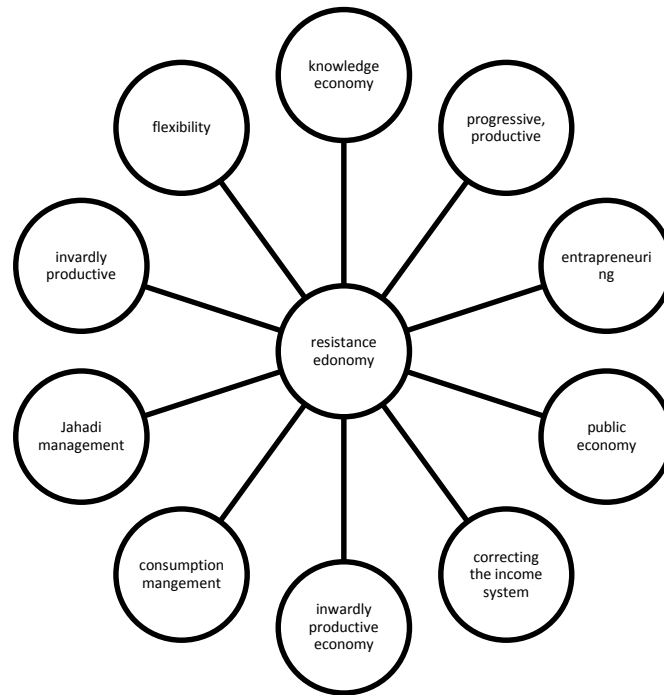 knowledge
economy
progressive,
productive
flexibility
entrapreneuri
ng
invardly
productive
resistance
edonomy
Jahadi
management
public
economy
consumption
mangement
correcting
the income
system
inwardly
productive
economy